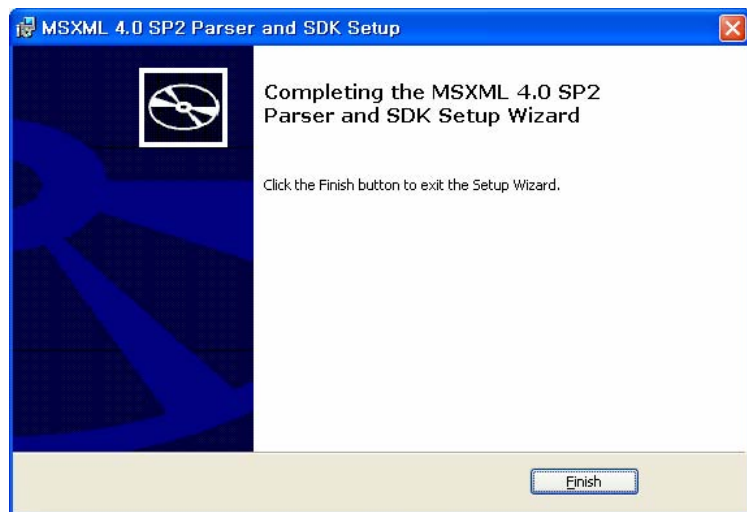 MSXML 4.0 SP2 Parser and SDK Setup
Completing the MSXML 4.0 SP2
Parser and SDK Setup Wizard
Click the Finish button to exit the Setup Wizard.
Finish